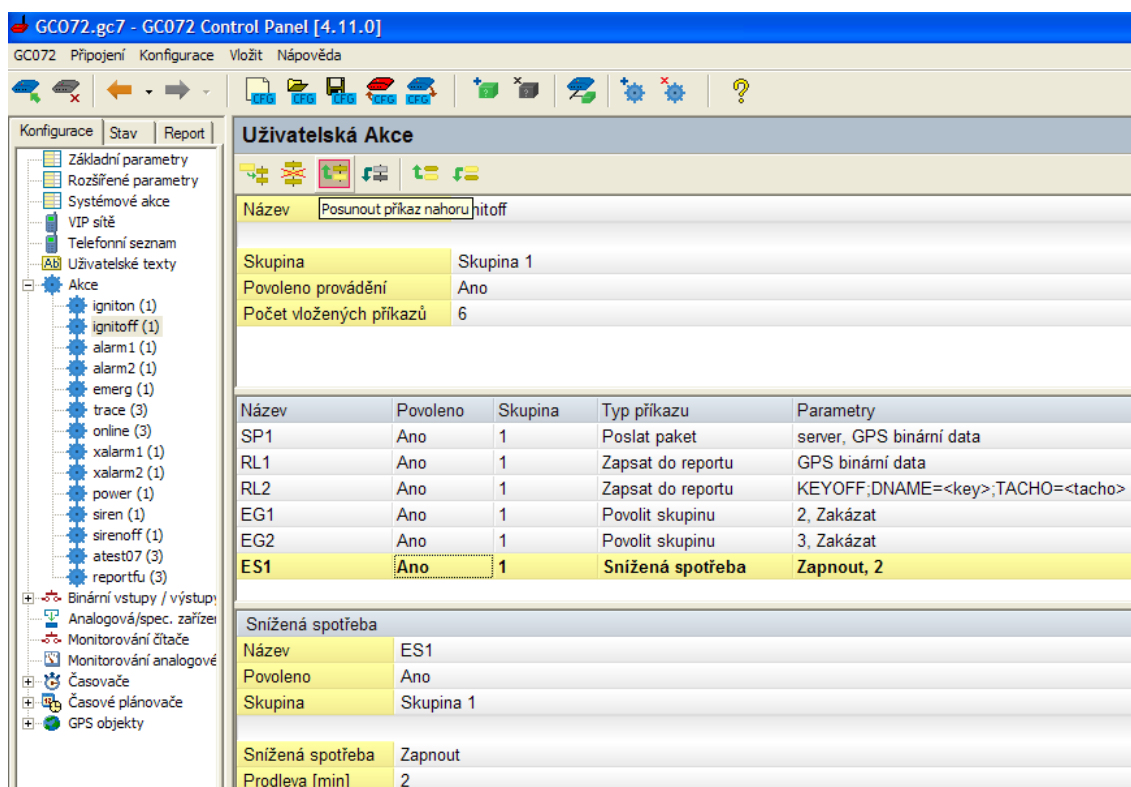 GC072.gc7 - GC072 Control Panel [4.11.0]
GC072 Připojení Konfigurace Vložit Nápověda
CFG CFG CFG CFG CFG
Konfigurace Stav Report
Základní parametry
Rozšířené parametry
Systémové akce
VIP sítě
Telefonní seznam
Uživatelské texty
Akce
igniton (1)
ignitoff (1)
alarm1 (1)
alarm2 (1)
emerg (1)
trace (3)
online (3)
xalarm1 (1)
xalarm2 (1)
power (1)
siren (1)
sirenoff (1)
atest07 (3)
reportfu (3)
Binární vstupy / výstupy
Analogová/spec. zařízer
Monitorování čítače
Monitorování analogové
Časovače
Časové plánovače
GPS objekty
Uživatelská Akce
Název Posunout příkaz nahoru nitoff
Skupina Skupina 1
Povoleno provádění Ano
Počet vložených příkazů 6
Název Povoleno Skupina Typ příkazu Parametry
SP1 Ano 1 Poslat paket server, GPS binární data
RL1 Ano 1 Zapsat do reportu GPS binární data
RL2 Ano 1 Zapsat do reportu KEYOFF;DNAME=<key>;TACHO=<tacho>
EG1 Ano 1 Povolit skupinu 2, Zakázat
EG2 Ano 1 Povolit skupinu 3, Zakázat
ES1 Ano 1 Snížená spotřeba Zapnout, 2
Snížená spotřeba
Název ES1
Povoleno Ano
Skupina Skupina 1
Snížená spotřeba Zapnout
Prodleva [min] 2